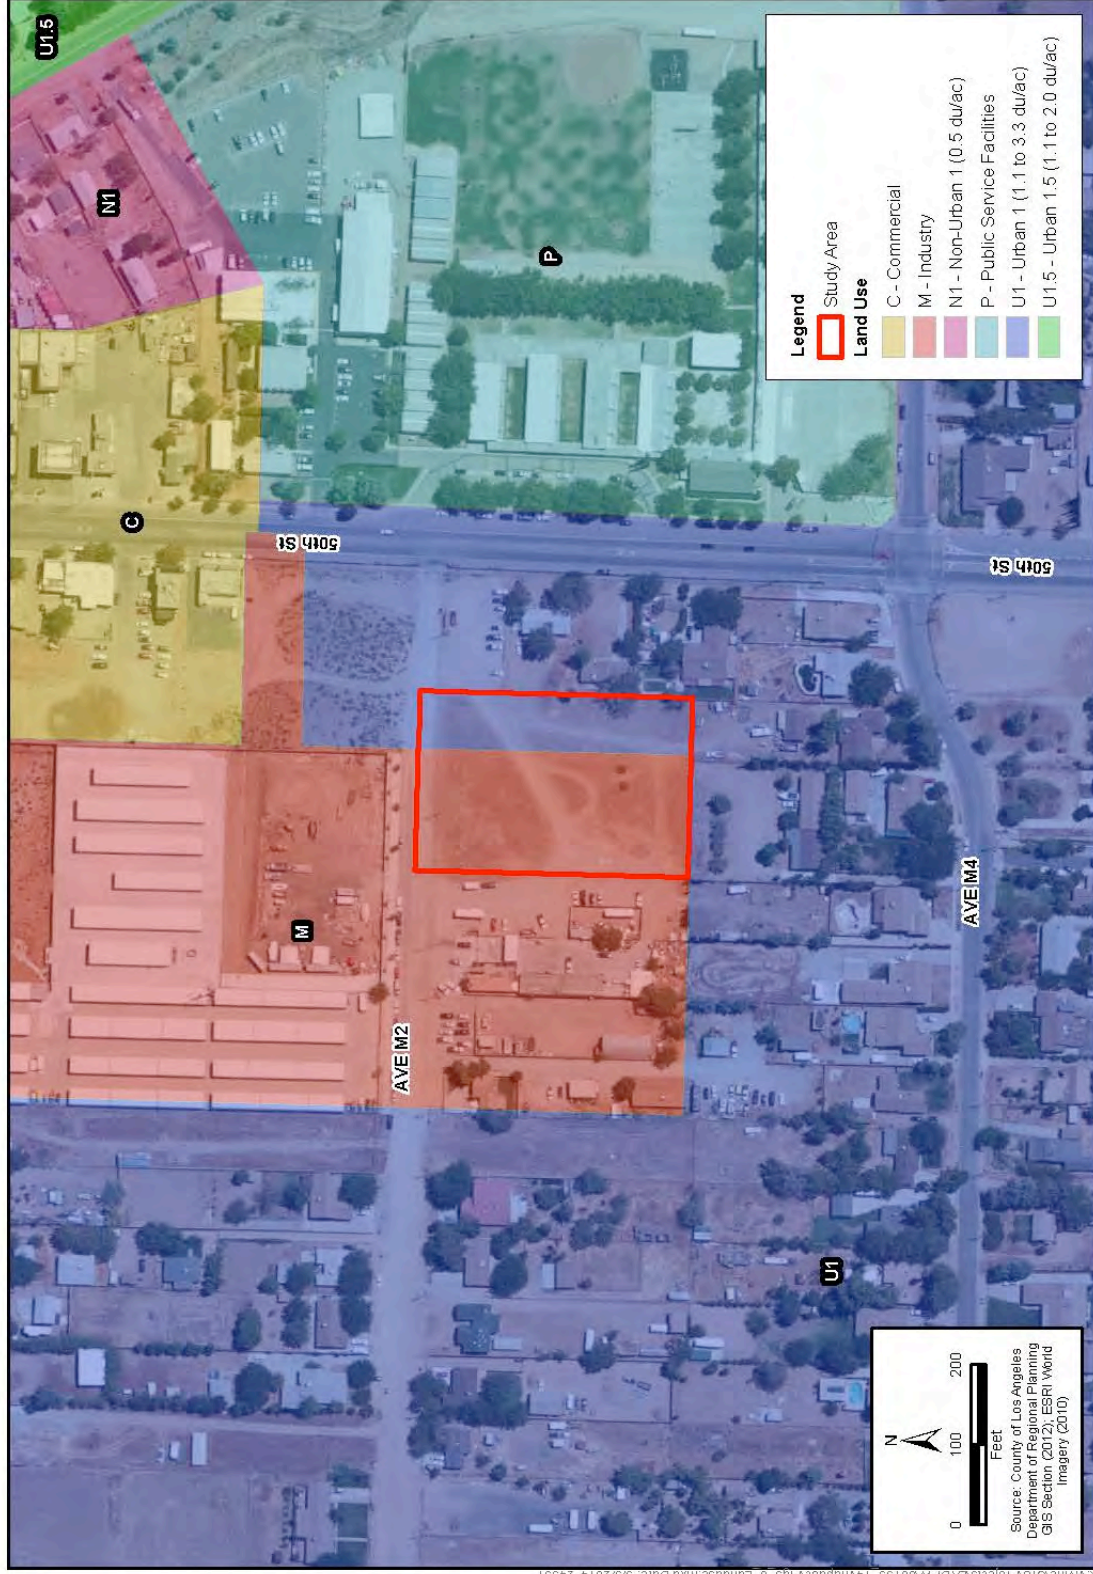 U1.5
N1
C
P
50th St
50th St
M
AVE M2
AVE M4
U1
Legend
Study Area
Land Use
C - Commercial
M - Industry
N1 - Non-Urban 1 (0.5 du/ac)
P - Public Service Facilities
U1 - Urban 1 (1.1 to 3.3 du/ac)
U1.5 - Urban 1.5 (1.1 to 2.0 du/ac)
N
0 100 200
Feet
Source: County of Los Angeles
Department of Regional Planning
GIS Section (2012); ESRI World
Imagery (2010)